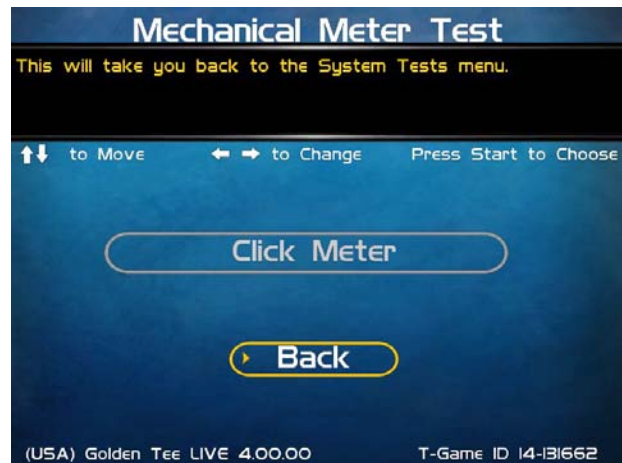 Mechanical Meter Test
This will take you back to the System Tests menu.
to Move to Change Press Start to Choose
Click Meter
Back
(USA) Golden Tee LIVE 4.00.00 T-Game ID 14-131662